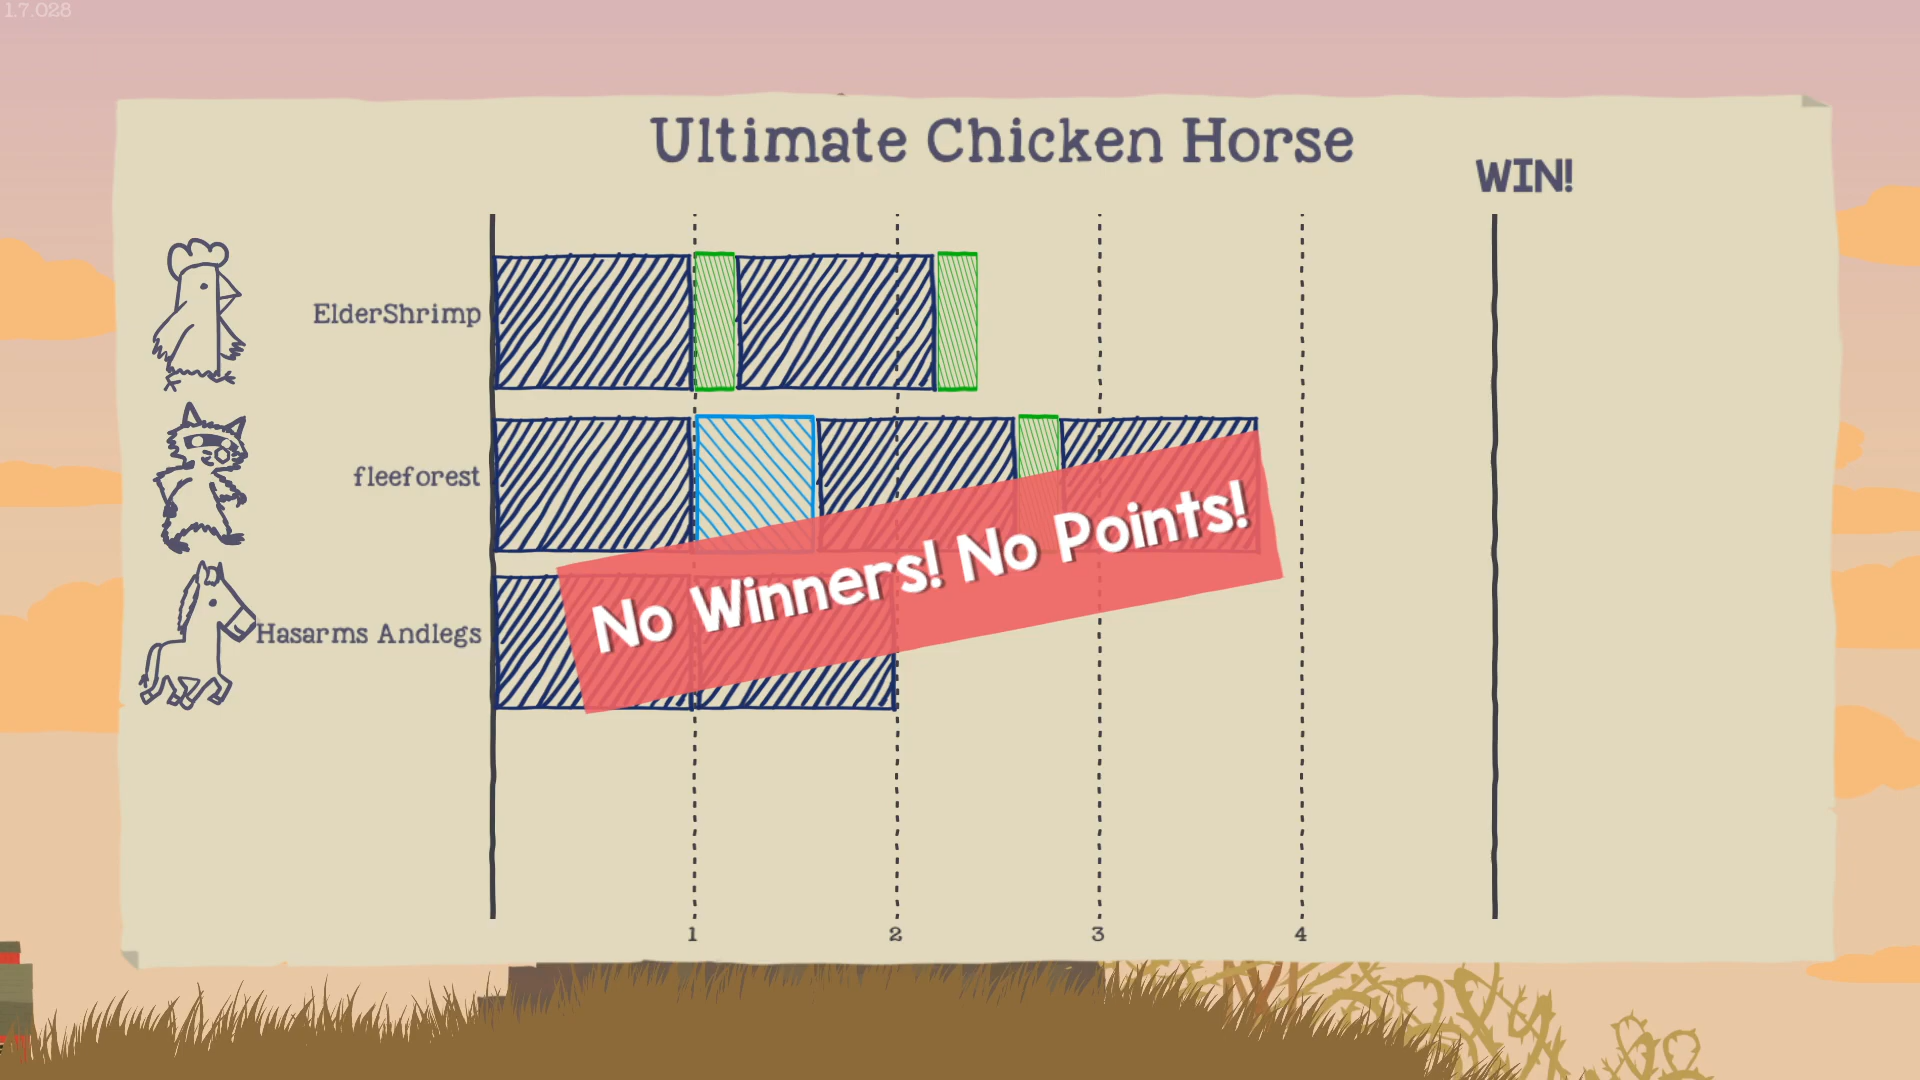 1.7.028
Ultimate Chicken Horse
WIN!
ElderShrimp
fleeforest
No Winners! No Points!
Hasarms Andlegs
1 2 3 4